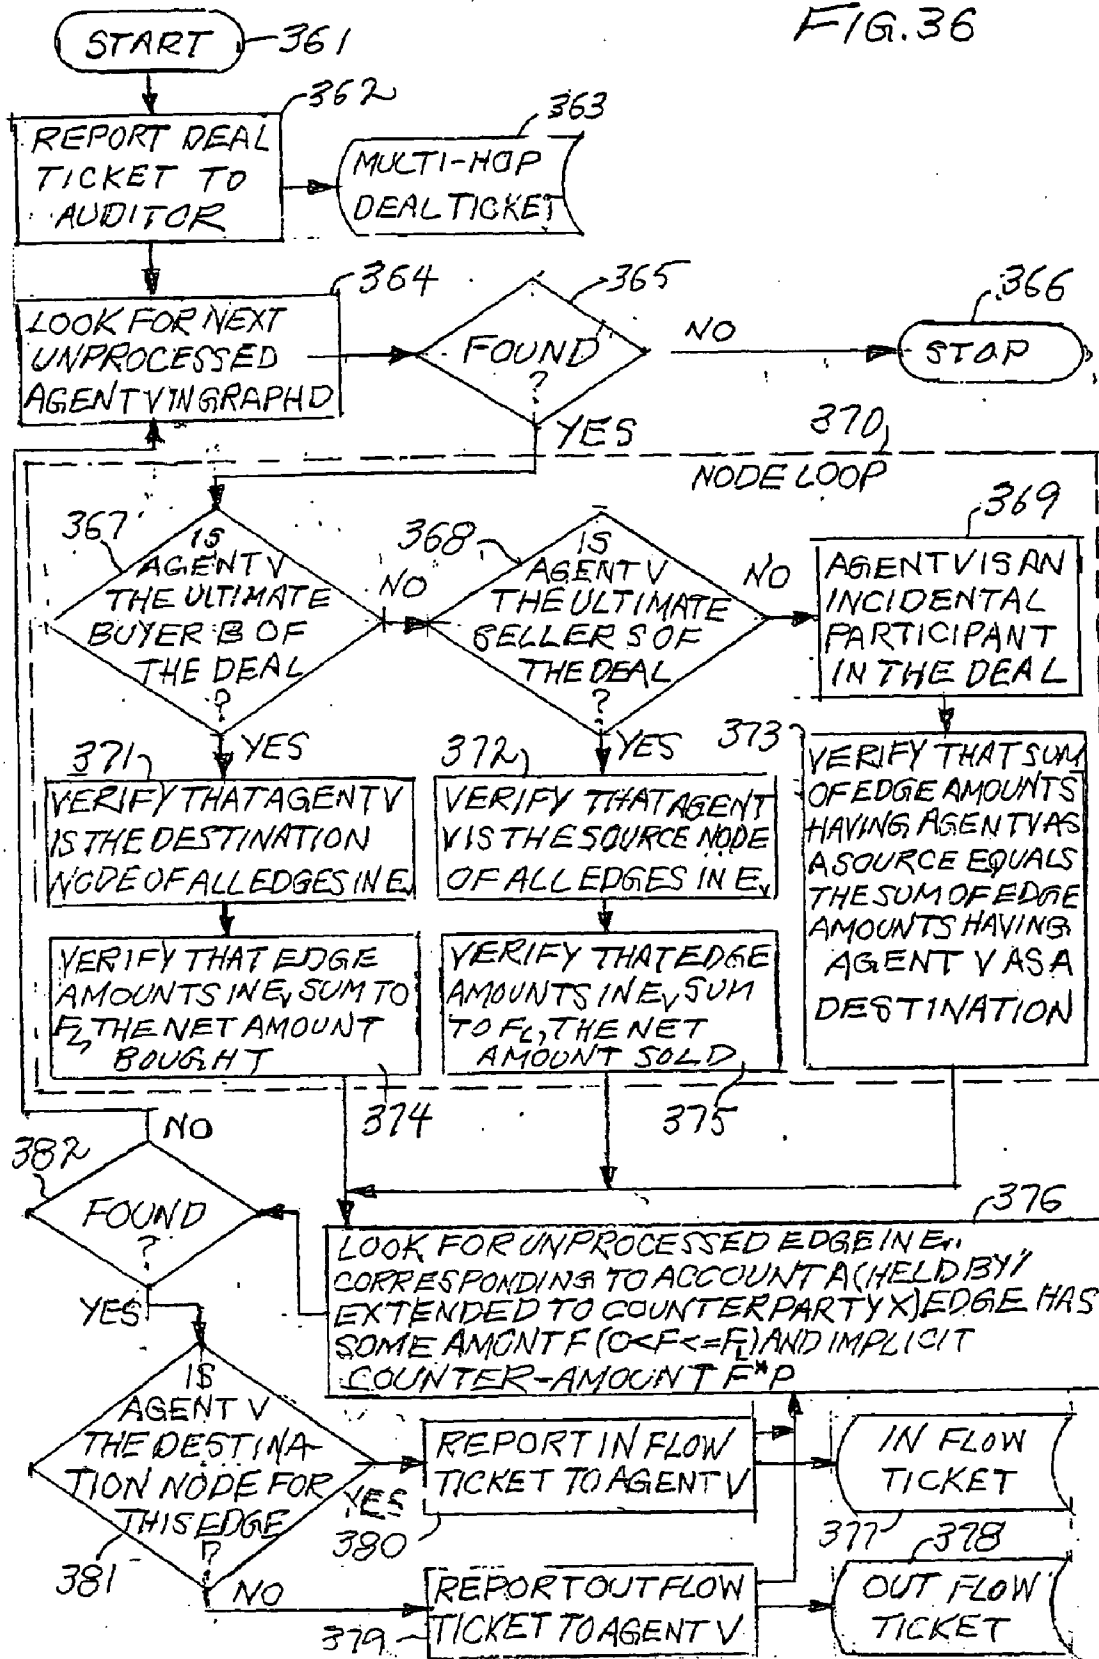 FIG.36
START
361
362
REPORT DEAL
TICKET TO
AUDITOR
363
MULTI-HOP
DEAL TICKET
364
LOOK FOR NEXT
UNPROCESSED
AGENT V IN GRAPH D
365
FOUND
?
NO
YES
366
STOP
370
NODE LOOP
367
IS
AGENT V
THE ULTIMATE
BUYER B OF
THE DEAL
?
NO
YES
368
IS
AGENT V
THE ULTIMATE
SELLER S OF
THE DEAL
?
NO
YES
369
AGENT V IS AN
INCIDENTAL
PARTICIPANT
IN THE DEAL
371
VERIFY THAT AGENT V
IS THE DESTINATION
NODE OF ALL EDGES IN Ev
372
VERIFY THAT AGENT
V IS THE SOURCE NODE
OF ALL EDGES IN Ev
373
VERIFY THAT SUM
OF EDGE AMOUNTS
HAVING AGENT V AS
A SOURCE EQUALS
THE SUM OF EDGE
AMOUNTS HAVING
AGENT V AS A
DESTINATION
VERIFY THAT EDGE
AMOUNTS IN Ev SUM TO
FL, THE NET AMOUNT
BOUGHT
374
VERIFY THAT EDGE
AMOUNTS IN Ev SUM
TO FL, THE NET
AMOUNT SOLD
375
382
NO
FOUND
?
YES
376
LOOK FOR UNPROCESSED EDGE IN Ev
CORRESPONDING TO ACCOUNT A (HELD BY/
EXTENDED TO COUNTERPARTY X) EDGE HAS
SOME AMONT F (0<F<=FL) AND IMPLICIT
COUNTER-AMOUNT F*P
IS
AGENT V
THE DESTINA-
TION NODE FOR
THIS EDGE
?
381
YES
NO
REPORT IN FLOW
TICKET TO AGENT V
380
IN FLOW
TICKET
377
REPORT OUT FLOW
TICKET TO AGENT V
379
378
OUT FLOW
TICKET